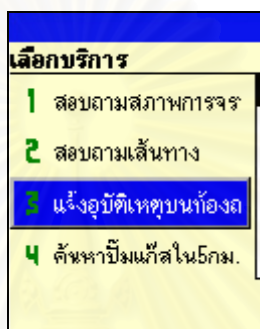 เลือกบริการ
1 สอบถามสภาพการจร
2 สอบถามเส้นทาง
3 แจ้งอุบัติเหตุบนท้องถ
4 ค้นหาปั๊มแก๊สใน5กม.